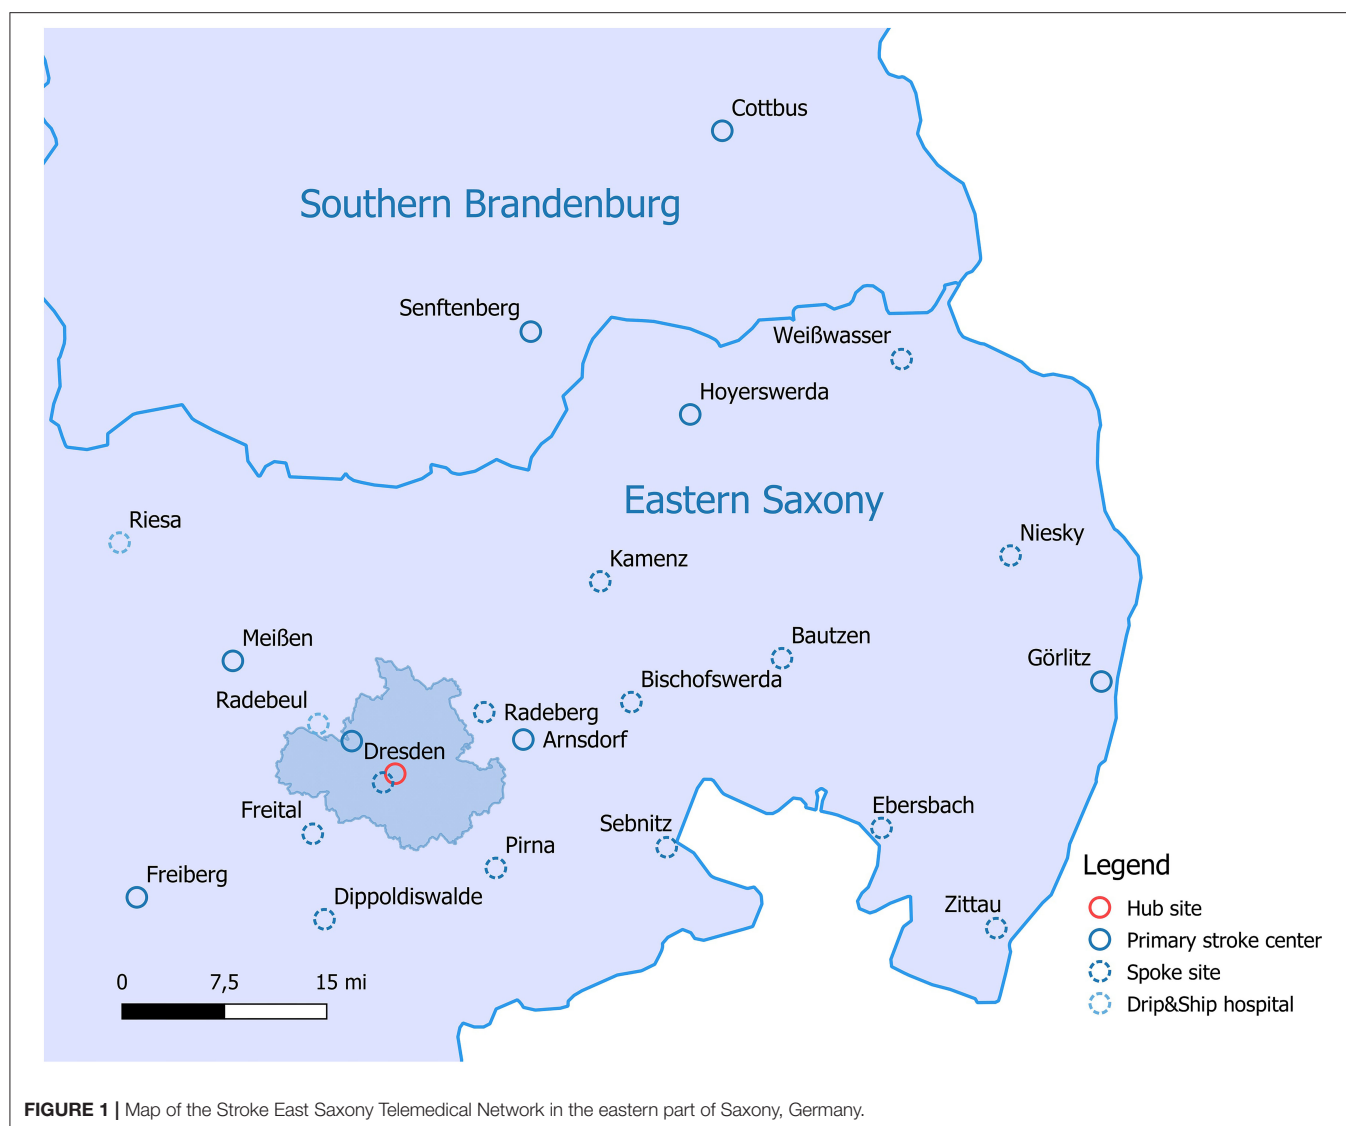 Cottbus
Southern Brandenburg
Senftenberg
Weißwasser
Hoyerswerda
Eastern Saxony
Riesa
Niesky
Kamenz
Meißen
Bautzen
Görlitz
Bischofswerda
Radebeul
Radeberg
Arnsdorf
Dresden
Freital
Ebersbach
Sebnitz
Pirna
Freiberg
Dippoldiswalde
Zittau
Legend
Hub site
Primary stroke center
Spoke site
Drip&Ship hospital
0 7,5 15 mi
FIGURE 1 | Map of the Stroke East Saxony Telemedical Network in the eastern part of Saxony, Germany.